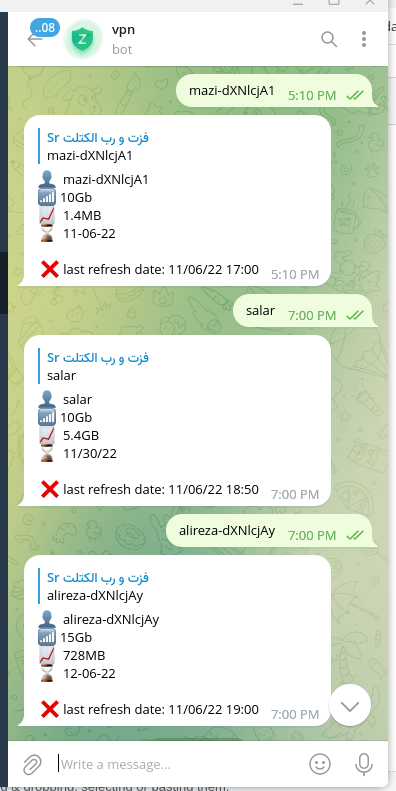 ..08
vpn
bot
mazi-dXNlcjA1
5:10 PM
فزت و رب الكتلت Sr
mazi-dXNlcjA1
mazi-dXNlcjA1
10Gb
1.4MB
11-06-22
last refresh date: 11/06/22 17:00
5:10 PM
salar
7:00 PM
فزت و رب الكتلت Sr
salar
salar
10Gb
5.4GB
11/30/22
last refresh date: 11/06/22 18:50
7:00 PM
alireza-dXNlcjAy
7:00 PM
فزت و رب الكتلت Sr
alireza-dXNlcjAy
alireza-dXNlcjAy
15Gb
728MB
12-06-22
last refresh date: 11/06/22 19:00
7:00 PM
Write a message...
& dropping, selecting or pasting them.